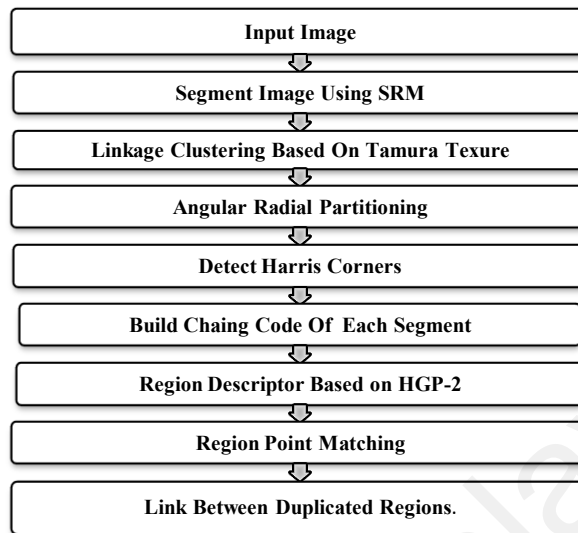 Input Image
Segment Image Using SRM
Linkage Clustering Based On Tamura Texure
Angular Radial Partitioning
Detect Harris Corners
Build Chaing Code Of Each Segment
Region Descriptor Based on HGP-2
Region Point Matching
Link Between Duplicated Regions.